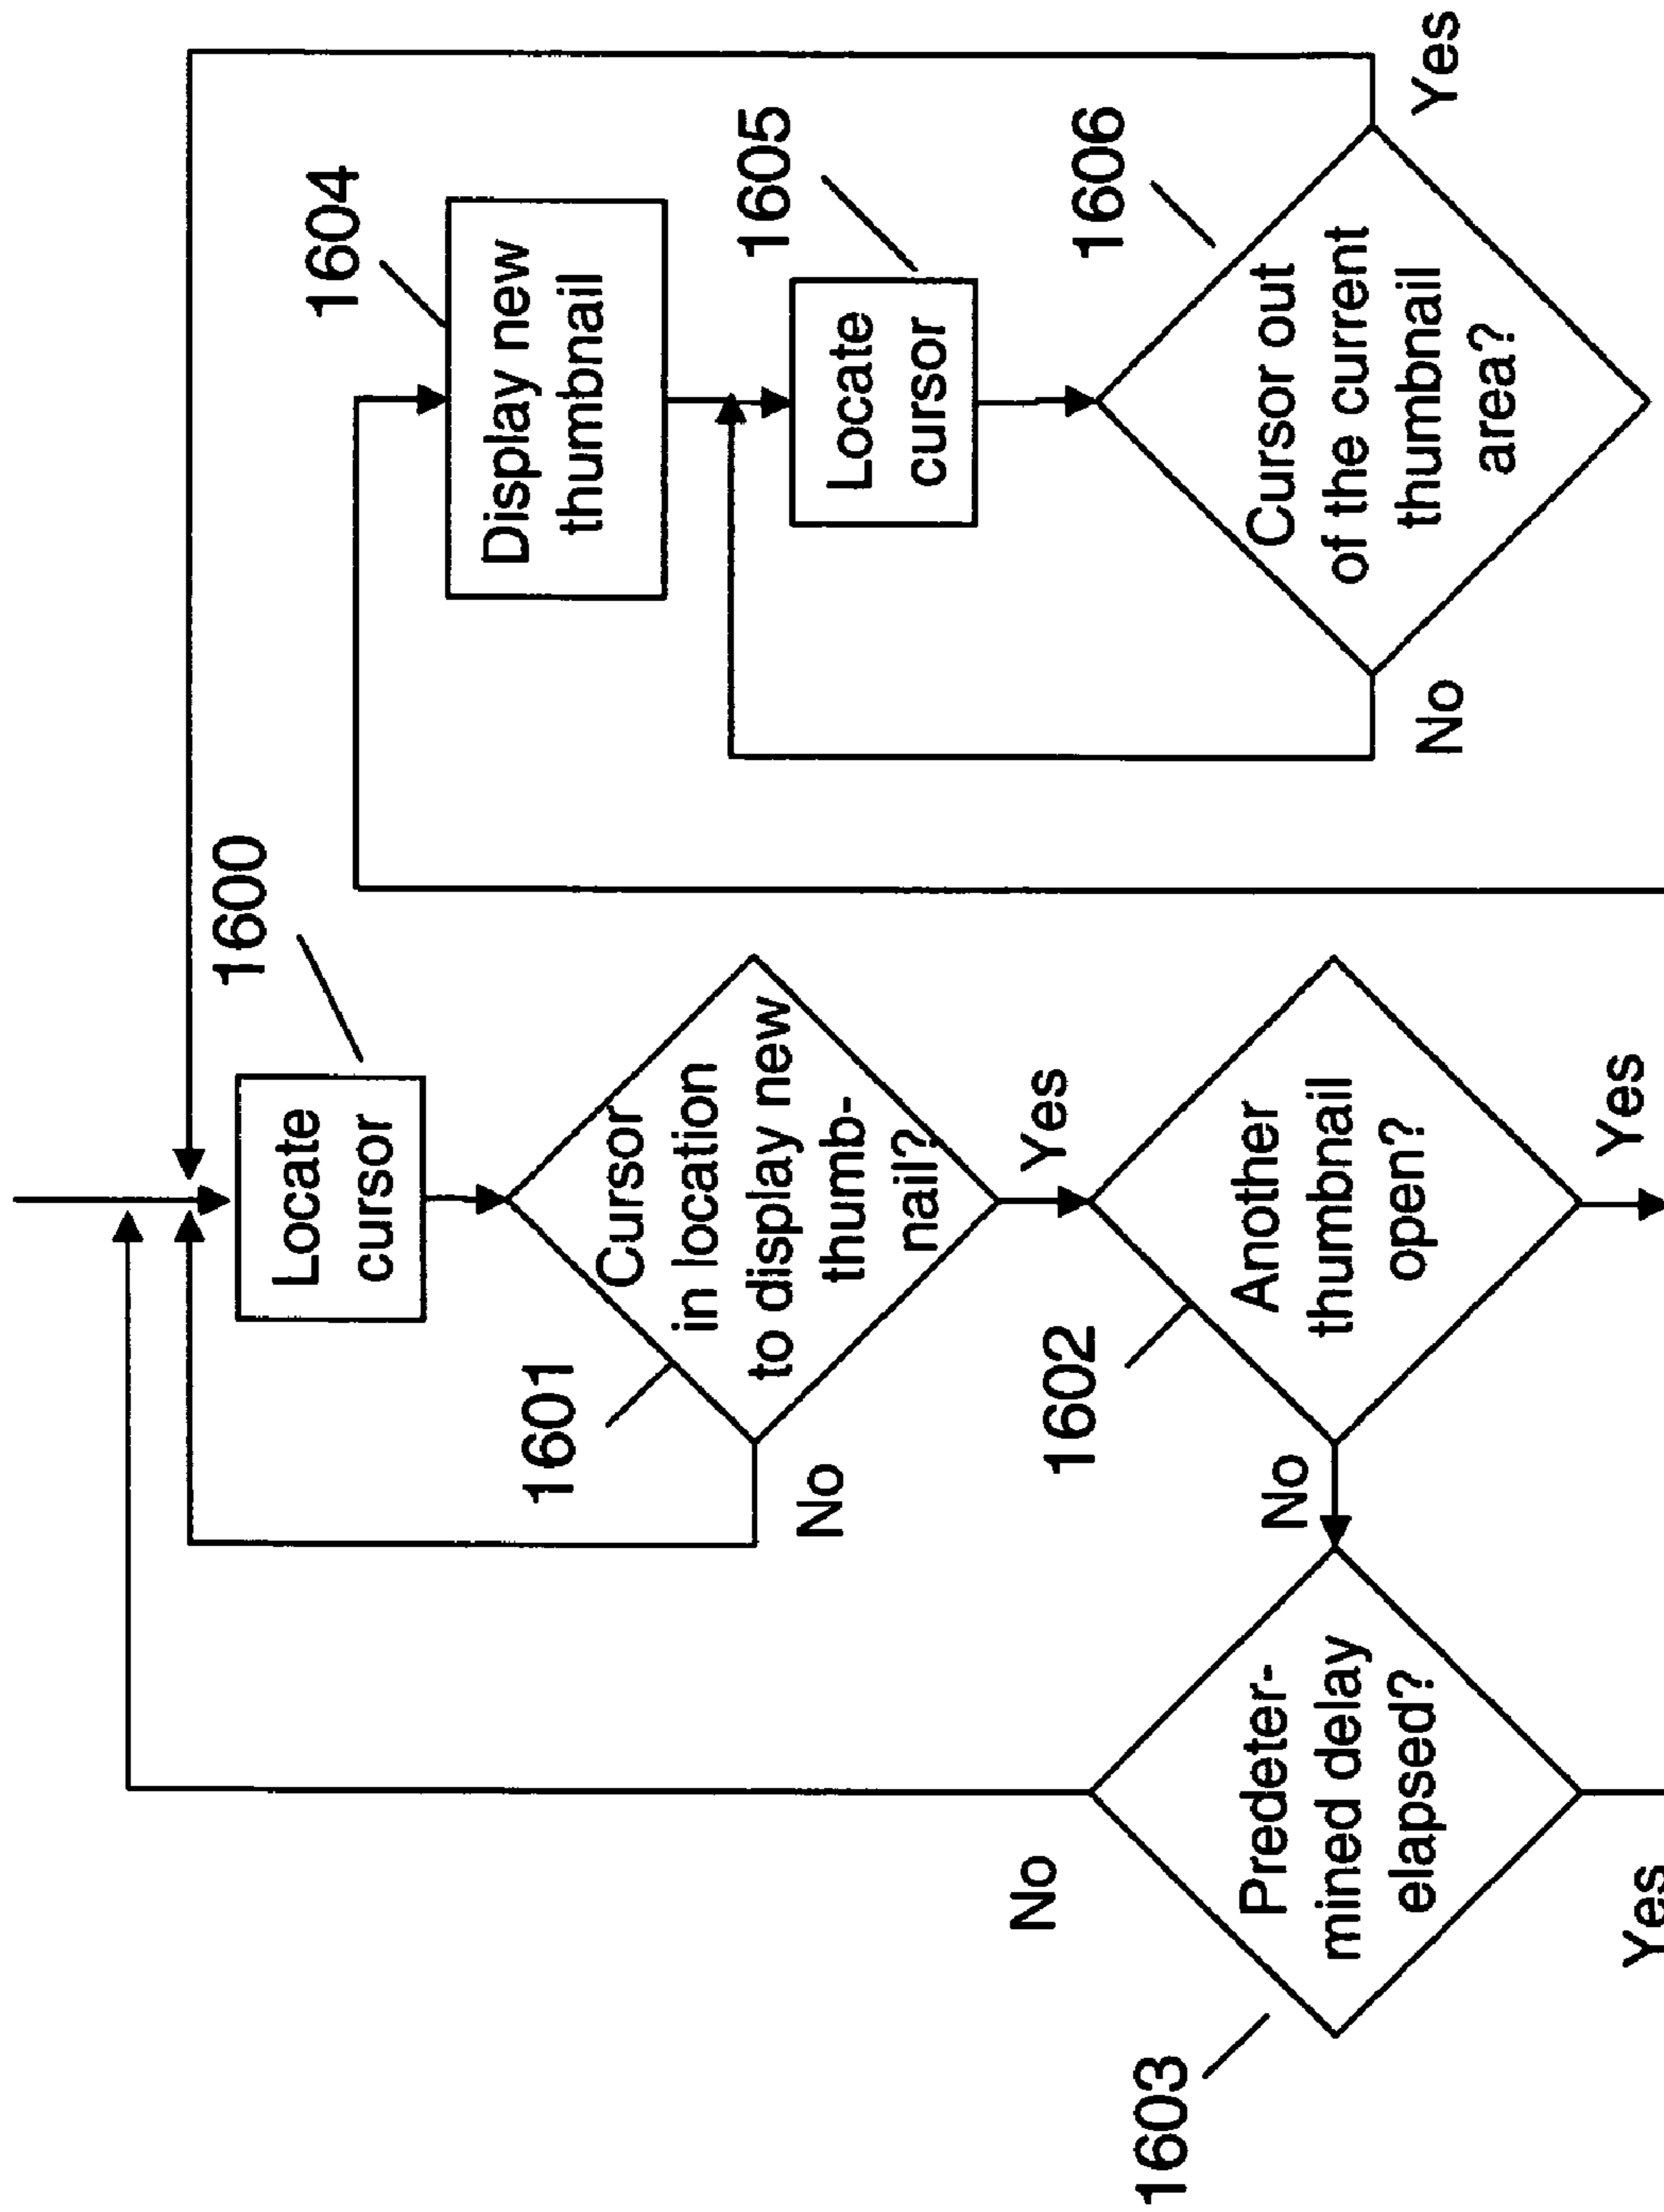 1600
Locate
cursor
1601
Cursor
in location
to display new
thumb-
nail?
No
Yes
1602
Another
thumbnail
open?
No
Yes
1603
Predeter-
mined delay
elapsed?
No
Yes
1604
Display new
thumbnail
1605
Locate
cursor
1606
Cursor out
of the current
thumbnail
area?
No
Yes